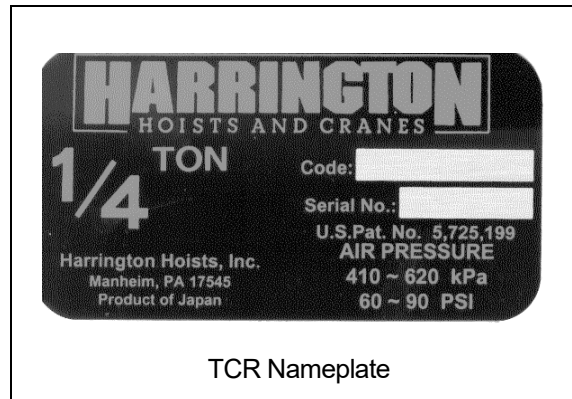 HARRINGTON
HOISTS AND CRANES
1/4 TON
Code:
Serial No.:
U.S.Pat. No. 5,725,199
AIR PRESSURE
410 ~ 620 kPa
60 ~ 90 PSI
Harrington Hoists, Inc.
Manheim, PA 17545
Product of Japan
TCR Nameplate